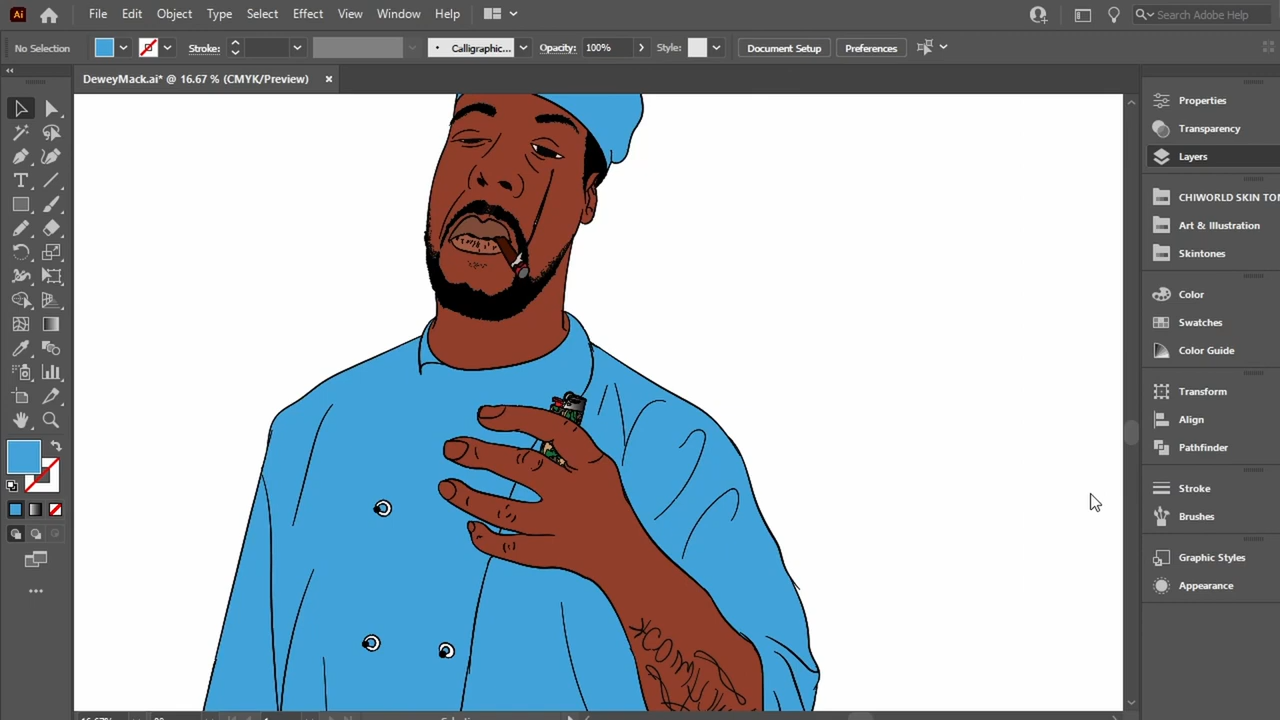 Ai File Edit Object Type Select Effect View Window Help Search Adobe Help
No Selection Stroke: Calligraphic... Opacity: 100% Style: Document Setup Preferences
DeweyMack.ai* @ 16.67 % (CMYK/Preview) ×
Properties
Transparency
Layers
CHIWORLD SKIN TON
Art & Illustration
Skintones
Color
Swatches
Color Guide
Transform
Align
Pathfinder
Stroke
Brushes
Graphic Styles
Appearance